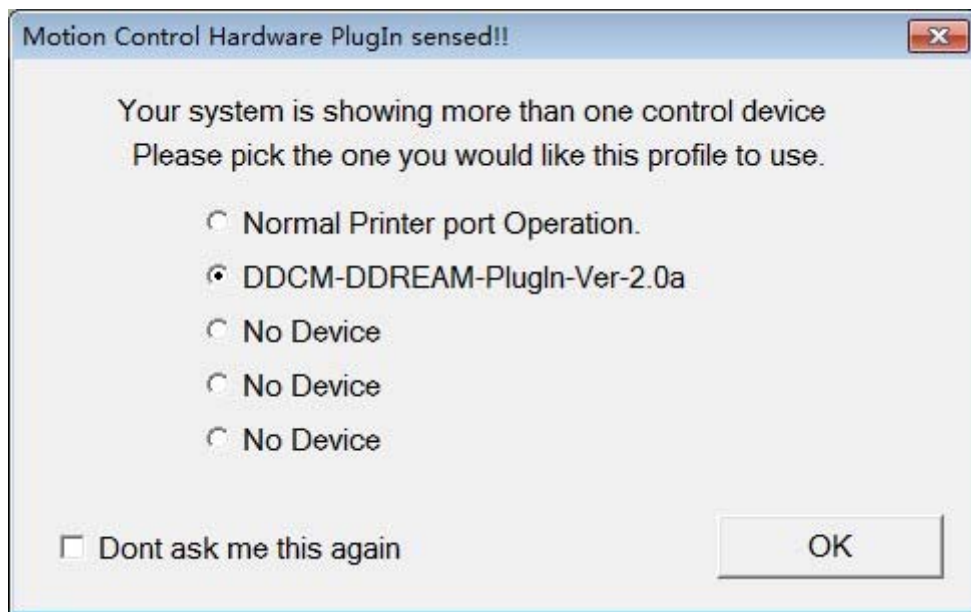 Motion Control Hardware PlugIn sensed!!
Your system is showing more than one control device
Please pick the one you would like this profile to use.
Normal Printer port Operation.
DDCM-DDREAM-PlugIn-Ver-2.0a
No Device
No Device
No Device
Dont ask me this again
OK